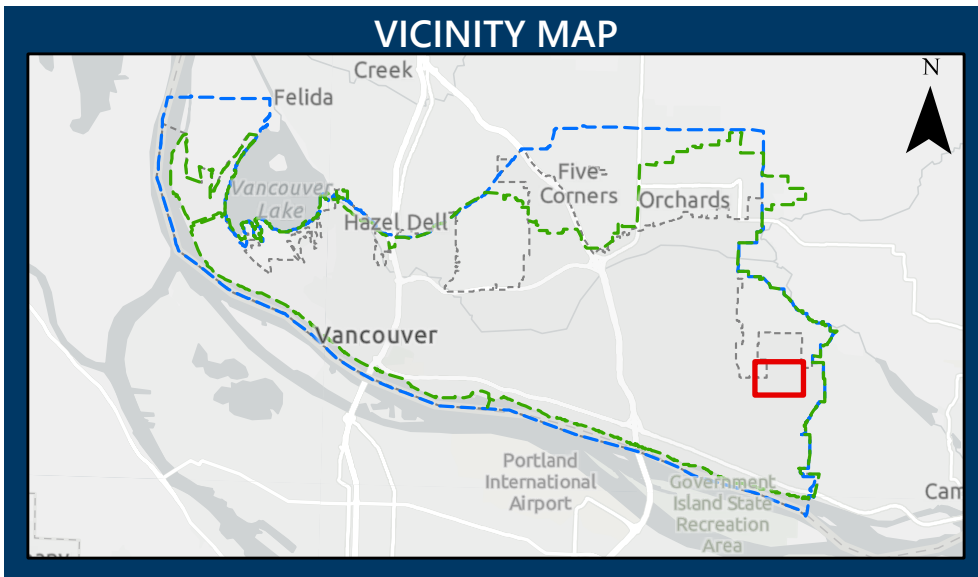 VICINITY MAP
N
Creek
Felida
Five
Corners
Vancouver
Lake
Orchards
Hazel Dell
Vancouver
Portland
International
Airport
Government
Island State
Recreation
Area
Cam